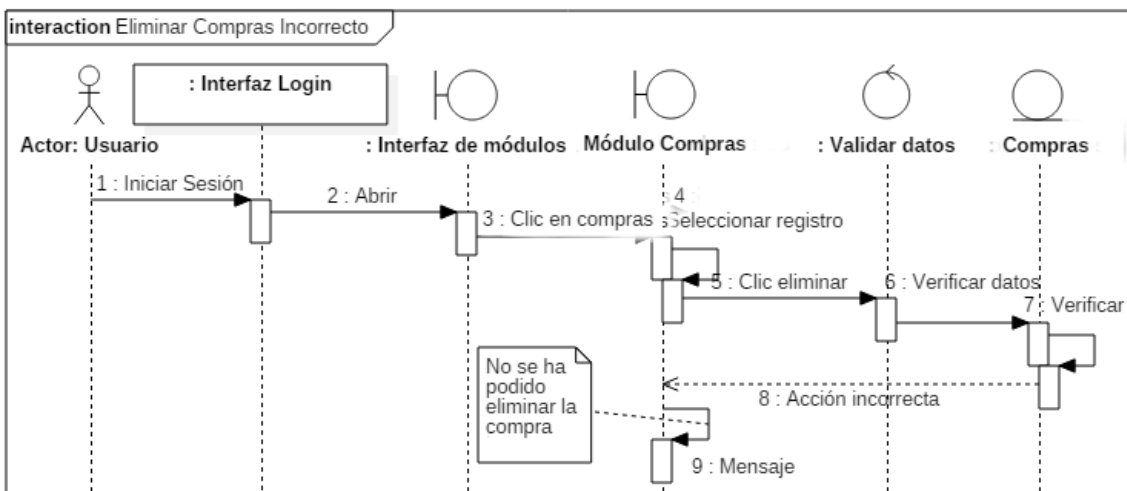 interaction Eliminar Compras Incorrecto
: Interfaz Login
Actor: Usuario
: Interfaz de módulos
Módulo Compras
: Validar datos
: Compras
1 : Iniciar Sesión
2 : Abrir
3 : Clic en compras
4 :
Seleccionar registro
5 : Clic eliminar
6 : Verificar datos
7 : Verificar
No se ha
podido
eliminar la
compra
8 : Acción incorrecta
9 : Mensaje